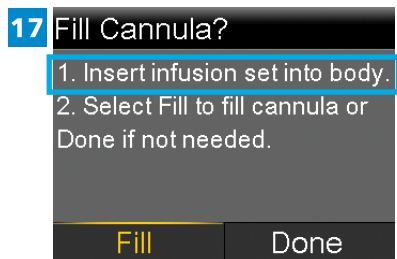 17 Fill Cannula?
1. Insert infusion set into body.
2. Select Fill to fill cannula or
Done if not needed.
Fill Done